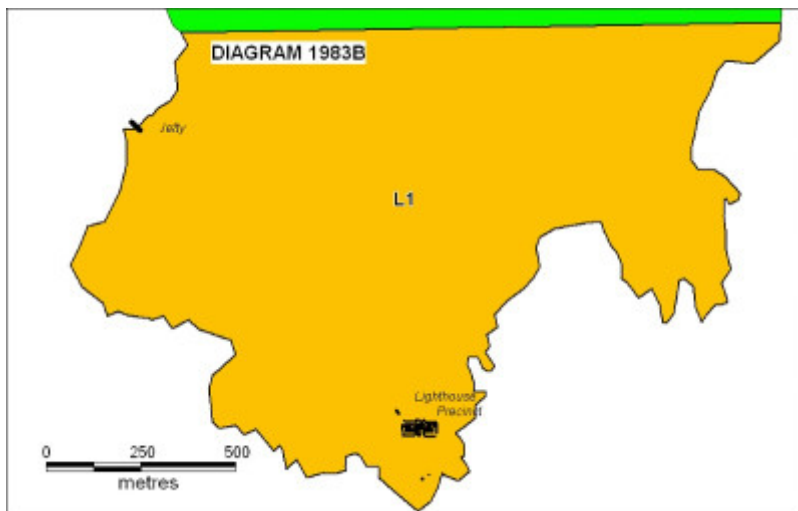 DIAGRAM 1983B
Jetty
L1
Lighthouse
Precinct
0 250 500
metres